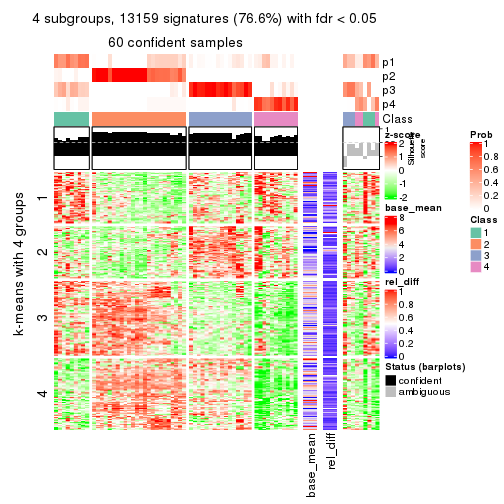 4 subgroups, 13159 signatures (76.6%) with fdr < 0.05
60 confident samples
p1
p2
p3
p4
Class
1
Silhouette
score
z-score
2
1
0
-1
-2
base_mean
8
6
4
2
0
rel_diff
1
0.8
0.6
0.4
0.2
0
Status (barplots)
confident
ambiguous
Prob
1
0.8
0.6
0.4
0.2
0
Class
1
2
3
4
k-means with 4 groups
1
2
3
4
base_mean
rel_diff